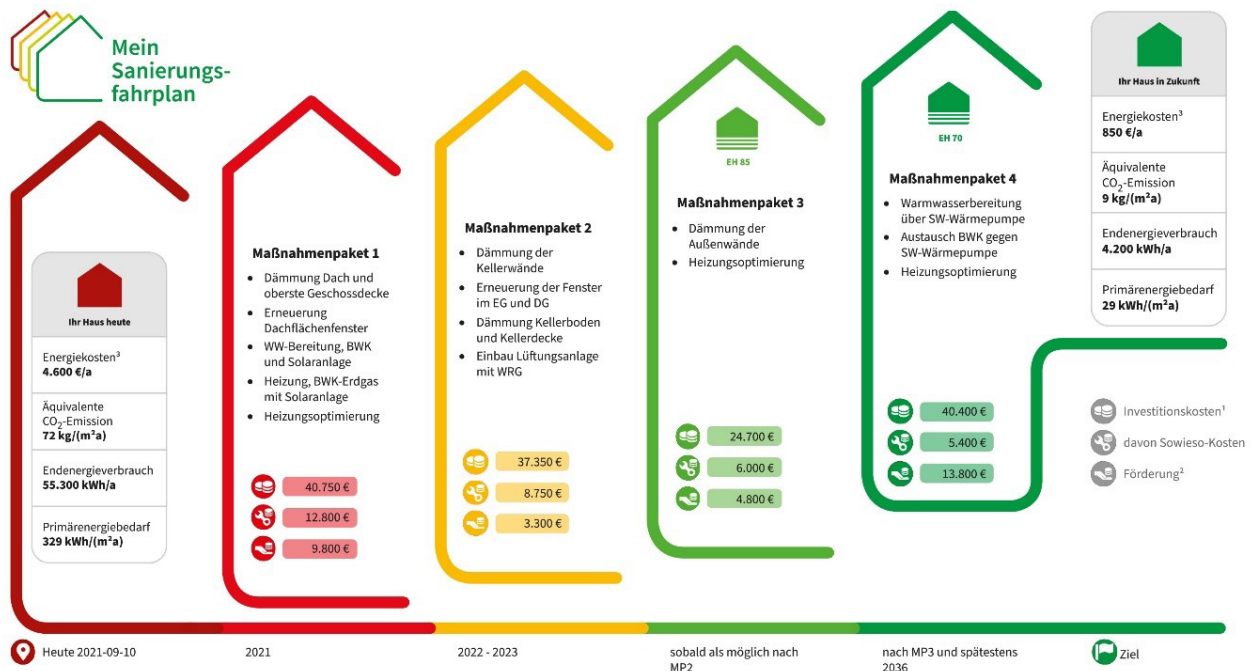 Mein
Sanierungs-
fahrplan
Ihr Haus heute
Energiekosten³
4.600 €/a
Äquivalente
CO₂-Emission
72 kg/(m²a)
Endenergieverbrauch
55.300 kWh/a
Primärenergiebedarf
329 kWh/(m²a)
Maßnahmenpaket 1
• Dämmung Dach und
oberste Geschossdecke
• Erneuerung
Dachflächenfenster
• WW-Bereitung, BWK
und Solaranlage
• Heizung, BWK-Erdgas
mit Solaranlage
• Heizungsoptimierung
40.750 €
12.800 €
9.800 €
Maßnahmenpaket 2
• Dämmung der
Kellerwände
• Erneuerung der Fenster
im EG und DG
• Dämmung Kellerboden
und Kellerdecke
• Einbau Lüftungsanlage
mit WRG
37.350 €
8.750 €
3.300 €
EH 85
Maßnahmenpaket 3
• Dämmung der
Außenwände
• Heizungsoptimierung
24.700 €
6.000 €
4.800 €
EH 70
Maßnahmenpaket 4
• Warmwasserbereitung
über SW-Wärmepumpe
• Austausch BWK gegen
SW-Wärmepumpe
• Heizungsoptimierung
40.400 €
5.400 €
13.800 €
Ihr Haus in Zukunft
Energiekosten³
850 €/a
Äquivalente
CO₂-Emission
9 kg/(m²a)
Endenergieverbrauch
4.200 kWh/a
Primärenergiebedarf
29 kWh/(m²a)
Investitionskosten¹
davon Sowieso-Kosten
Förderung²
Heute 2021-09-10
2021
2022 - 2023
sobald als möglich nach
MP2
nach MP3 und spätestens
2036
Ziel